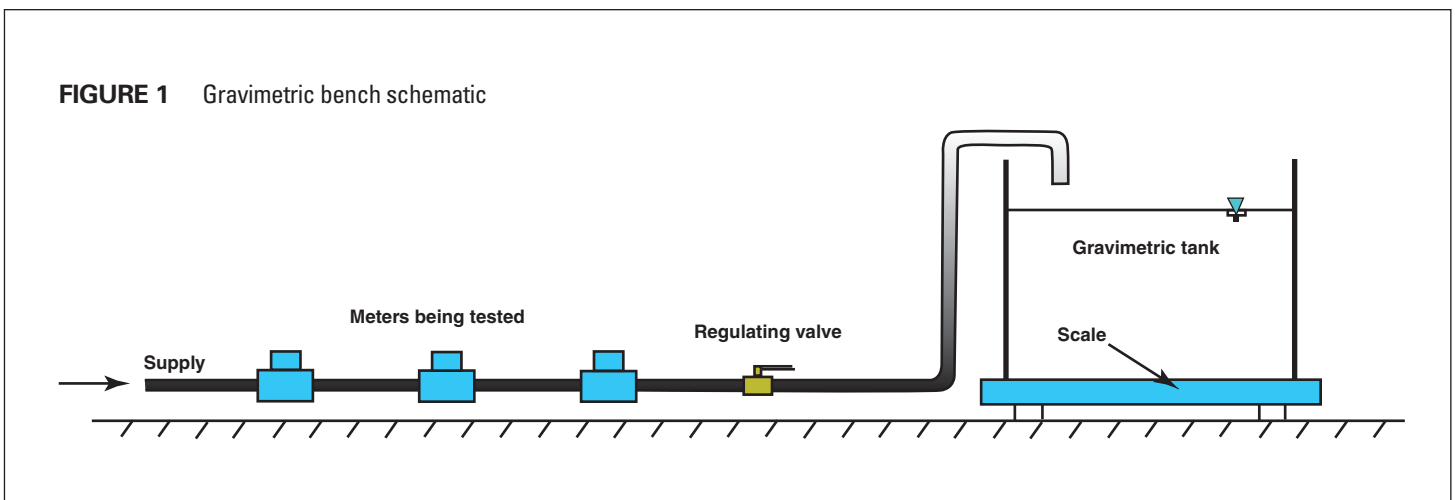 FIGURE 1 Gravimetric bench schematic
Gravimetric tank
Meters being tested
Regulating valve
Scale
Supply